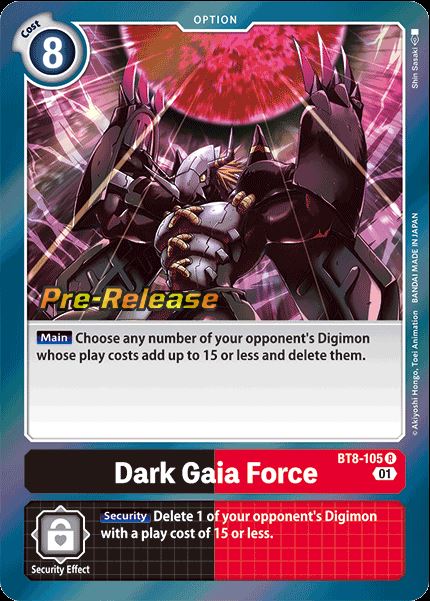 OPTION
Cost
8
Shin Sasaki
Pre-Release
Main Choose any number of your opponent's Digimon
whose play costs add up to 15 or less and delete them.
© Akiyoshi Hongo, Toei Animation BANDAI MADE IN JAPAN
BT8-105 R
Dark Gaia Force
01
Security Delete 1 of your opponent's Digimon
with a play cost of 15 or less.
Security Effect